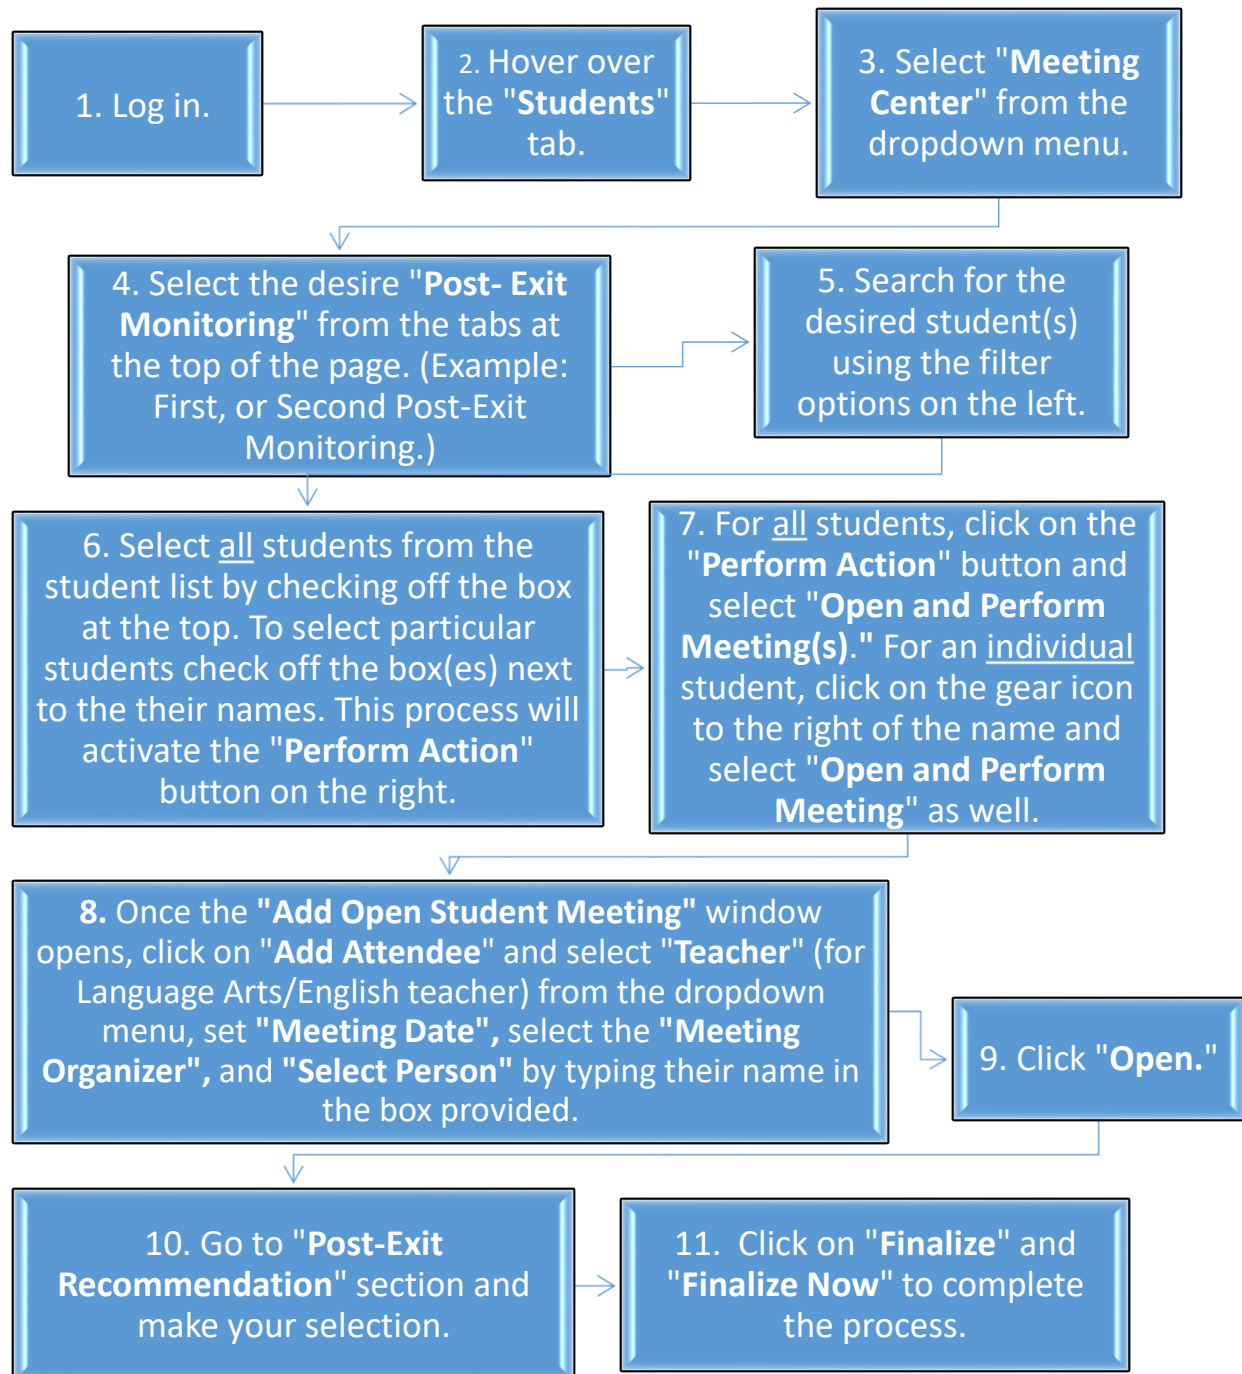 1. Log in.
2. Hover over
the "Students"
tab.
3. Select "Meeting
Center" from the
dropdown menu.
4. Select the desire "Post- Exit
Monitoring" from the tabs at
the top of the page. (Example:
First, or Second Post-Exit
Monitoring.)
5. Search for the
desired student(s)
using the filter
options on the left.
6. Select all students from the
student list by checking off the box
at the top. To select particular
students check off the box(es) next
to the their names. This process will
activate the "Perform Action"
button on the right.
7. For all students, click on the
"Perform Action" button and
select "Open and Perform
Meeting(s)." For an individual
student, click on the gear icon
to the right of the name and
select "Open and Perform
Meeting" as well.
8. Once the "Add Open Student Meeting" window
opens, click on "Add Attendee" and select "Teacher" (for
Language Arts/English teacher) from the dropdown
menu, set "Meeting Date", select the "Meeting
Organizer", and "Select Person" by typing their name in
the box provided.
9. Click "Open."
10. Go to "Post-Exit
Recommendation" section and
make your selection.
11. Click on "Finalize" and
"Finalize Now" to complete
the process.